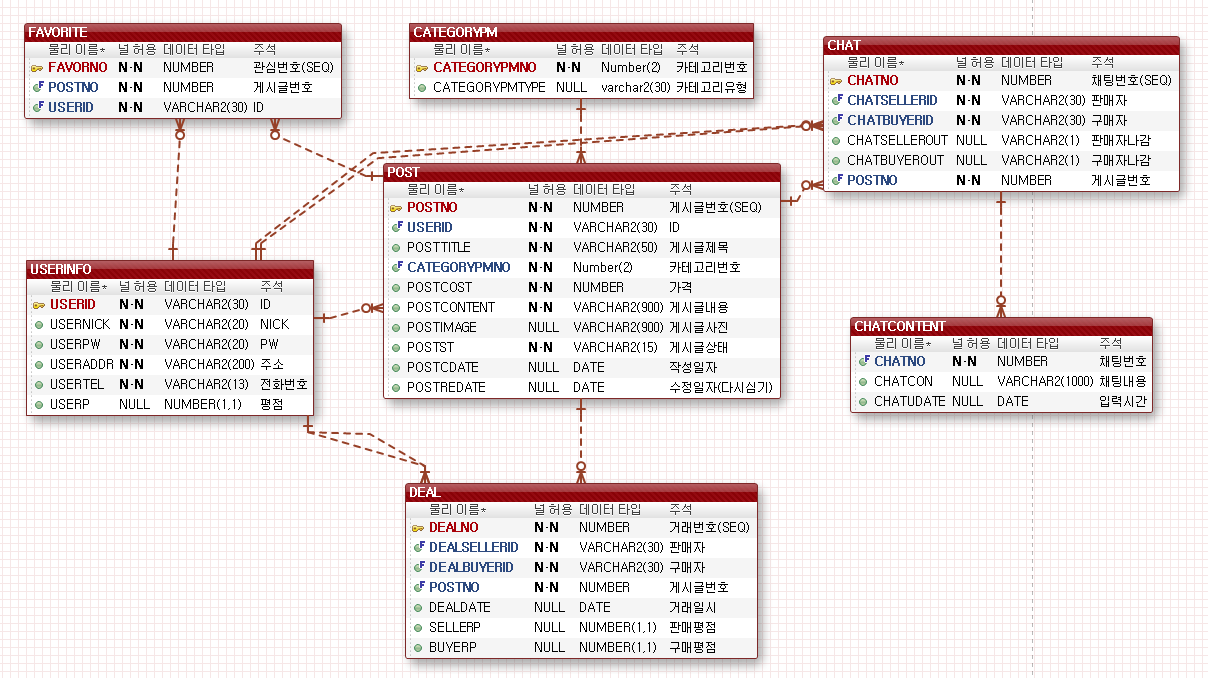 FAVORITE
물리 이름* 널 허용 데이터 타입 주석
FAVORNO N·N NUMBER 관심번호(SEQ)
POSTNO N·N NUMBER 게시글번호
USERID N·N VARCHAR2(30) ID
CATEGORYPM
물리 이름* 널 허용 데이터 타입 주석
CATEGORYPMNO N·N Number(2) 카테고리번호
CATEGORYPMTYPE NULL varchar2(30) 카테고리유형
CHAT
물리 이름* 널 허용 데이터 타입 주석
CHATNO N·N NUMBER 채팅번호(SEQ)
CHATSELLERID N·N VARCHAR2(30) 판매자
CHATBUYERID N·N VARCHAR2(30) 구매자
CHATSELLEROUT NULL VARCHAR2(1) 판매자나감
CHATBUYEROUT NULL VARCHAR2(1) 구매자나감
POSTNO N·N NUMBER 게시글번호
POST
물리 이름* 널 허용 데이터 타입 주석
POSTNO N·N NUMBER 게시글번호(SEQ)
USERID N·N VARCHAR2(30) ID
POSTTITLE N·N VARCHAR2(50) 게시글제목
CATEGORYPMNO N·N Number(2) 카테고리번호
POSTCOST N·N NUMBER 가격
POSTCONTENT N·N VARCHAR2(900) 게시글내용
POSTIMAGE NULL VARCHAR2(900) 게시글사진
POSTST N·N VARCHAR2(15) 게시글상태
POSTCDATE NULL DATE 작성일자
POSTREDATE NULL DATE 수정일자(다시심기)
USERINFO
물리 이름* 널 허용 데이터 타입 주석
USERID N·N VARCHAR2(30) ID
USERNICK N·N VARCHAR2(20) NICK
USERPW N·N VARCHAR2(20) PW
USERADDR N·N VARCHAR2(200) 주소
USERTEL N·N VARCHAR2(13) 전화번호
USERP NULL NUMBER(1,1) 평점
CHATCONTENT
물리 이름* 널 허용 데이터 타입 주석
CHATNO N·N NUMBER 채팅번호
CHATCON NULL VARCHAR2(1000) 채팅내용
CHATUDATE NULL DATE 입력시간
DEAL
물리 이름* 널 허용 데이터 타입 주석
DEALNO N·N NUMBER 거래번호(SEQ)
DEALSELLERID N·N VARCHAR2(30) 판매자
DEALBUYERID N·N VARCHAR2(30) 구매자
POSTNO N·N NUMBER 게시글번호
DEALDATE NULL DATE 거래일시
SELLERP NULL NUMBER(1,1) 판매평점
BUYERP NULL NUMBER(1,1) 구매평점